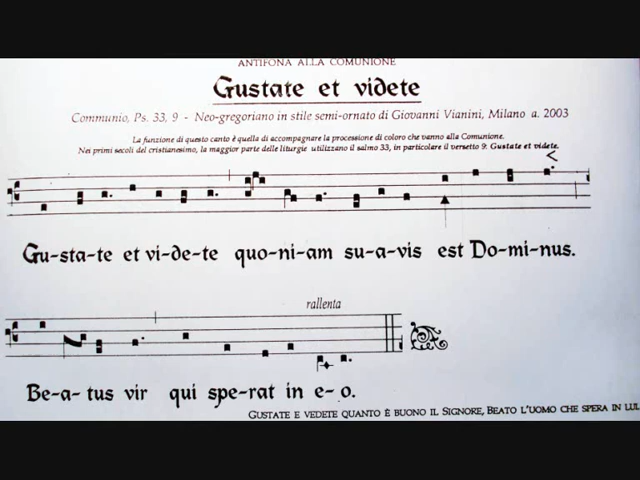 ANTIFONA ALLA COMUNIONE
Gustate et videte
Communio, Ps. 33, 9 - Neo-gregoriano in stile semi-ornato di Giovanni Vianini, Milano a. 2003
La funzione di questo canto è quella di accompagnare la processione di coloro che vanno alla Comunione.
Nei primi secoli del cristianesimo, la maggior parte delle liturgie utilizzano il salmo 33, in particolare il versetto 9: Gustate et videte.
Gu-sta-te et vi-de-te quo-ni-am su-a-vis est Do-mi-nus.
rallenta
Be-a-tus vir qui spe-rat in e-o.
GUSTATE E VEDETE QUANTO È BUONO IL SIGNORE, BEATO L'UOMO CHE SPERA IN LUI